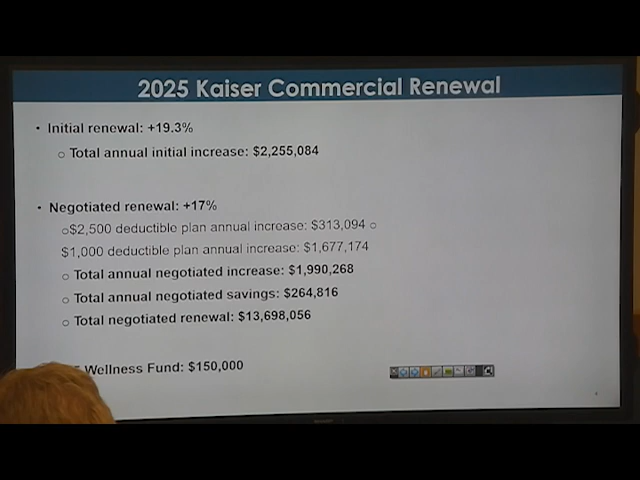 2025 Kaiser Commercial Renewal
• Initial renewal: +19.3%
o Total annual initial increase: $2,255,084
• Negotiated renewal: +17%
o$2,500 deductible plan annual increase: $313,094 o
$1,000 deductible plan annual increase: $1,677,174
o Total annual negotiated increase: $1,990,268
o Total annual negotiated savings: $264,816
o Total negotiated renewal: $13,698,056
Wellness Fund: $150,000